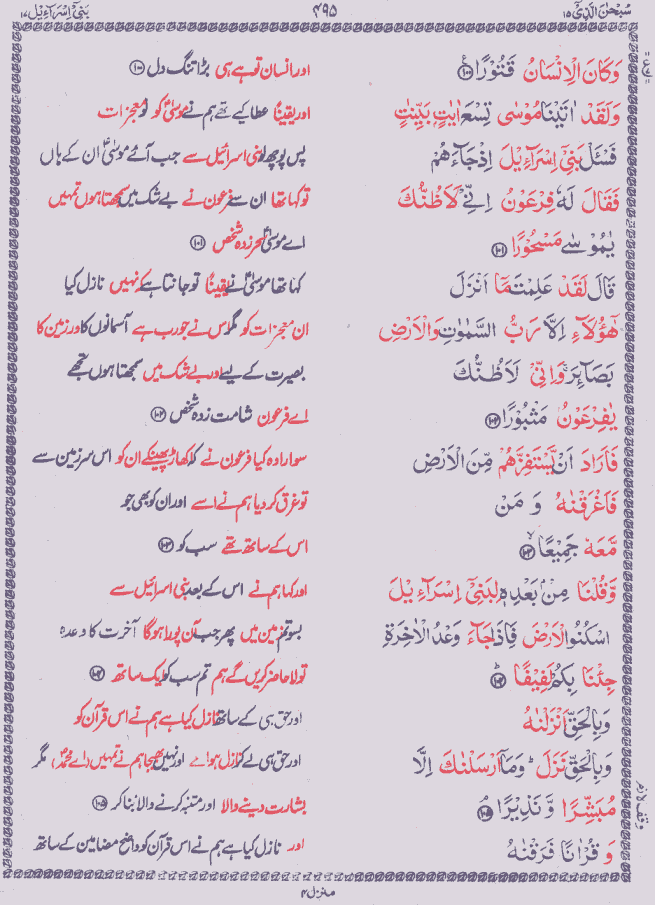 بَنِیْٓ اِسْرَآءِیْل ١٧ ۴۹۵ سُبْحٰنَ الَّذِیْٓ ١٥
وَكَانَ الْاِنْسَانُ قَتُوْرًا ﴿١٠٠﴾ اور انسان تو ہے ہی بڑا تنگ دل ﴿١٠٠﴾
وَلَقَدْ اٰتَیْنَا مُوْسٰی تِسْعَ اٰیٰتٍۭ بَیِّنٰتٍ اور یقیناً عطا کیے تھے ہم نے موسیٰؑ کو نو معجزات
فَسْـَٔلْ بَنِیْٓ اِسْرَآءِیْلَ اِذْ جَآءَهُمْ پس پوچھ لو بنی اسرائیل سے جب آئے موسیٰؑ ان کے ہاں
فَقَالَ لَهٗ فِرْعَوْنُ اِنِّیْ لَاَظُنُّكَ تو کہا تھا ان سے فرعون نے بے شک میں سمجھتا ہوں تمہیں
یٰمُوْسٰی مَسْحُوْرًا ﴿١٠١﴾ اے موسیٰؑ سحر زدہ شخص ﴿١٠١﴾
قَالَ لَقَدْ عَلِمْتَ مَاۤ اَنْزَلَ کہا تھا موسیٰؑ نے یقیناً تو جانتا ہے کہ نہیں نازل کیا
هٰۤؤُلَآءِ اِلَّا رَبُّ السَّمٰوٰتِ وَالْاَرْضِ ان معجزات کو مگر اس نے جو رب ہے آسمانوں کا اور زمین کا
بَصَآئِرَ ۚ وَاِنِّیْ لَاَظُنُّكَ بصیرت کے لیے اور بے شک میں سمجھتا ہوں تجھے
یٰفِرْعَوْنُ مَثْبُوْرًا ﴿١٠٢﴾ اے فرعون شامت زدہ شخص ﴿١٠٢﴾
فَاَرَادَ اَنْ یَّسْتَفِزَّهُمْ مِّنَ الْاَرْضِ سو ارادہ کیا فرعون نے کہ اکھاڑ پھینکے ان کو اس سرزمین سے
فَاَغْرَقْنٰهُ وَ مَنْ تو غرق کر دیا ہم نے اسے اور ان کو بھی جو
مَّعَهٗ جَمِیْعًا ﴿١٠٣﴾ اس کے ساتھ تھے سب کو ﴿١٠٣﴾
وَّقُلْنَا مِنْۢ بَعْدِهٖ لِبَنِیْٓ اِسْرَآءِیْلَ اور کہا ہم نے اس کے بعد بنی اسرائیل سے
اسْكُنُوا الْاَرْضَ فَاِذَا جَآءَ وَعْدُ الْاٰخِرَةِ بسو تم زمین میں پھر جب آن پورا ہو گا آخرت کا وعدہ
جِئْنَا بِكُمْ لَفِیْفًا ﴿١٠٤﴾ تو لا حاضر کریں گے ہم تم سب کو یک ساتھ ﴿١٠٤﴾
وَبِالْحَقِّ اَنْزَلْنٰهُ اور حق ہی کے ساتھ نازل کیا ہے ہم نے اس قرآن کو
وَبِالْحَقِّ نَزَلَ ؕ وَمَاۤ اَرْسَلْنٰكَ اِلَّا اور حق ہی لے کر نازل ہوا ہے اور نہیں بھیجا ہم نے تمہیں (اے محمدؐ) مگر
مُبَشِّرًا وَّ نَذِیْرًا ﴿١٠٥﴾ بشارت دینے والا اور متنبہ کرنے والا بنا کر ﴿١٠٥﴾
وَ قُرْاٰنًا فَرَقْنٰهُ اور نازل کیا ہے ہم نے اس قرآن کو واضح مضامین کے ساتھ
وقف لازم
منزل ۴